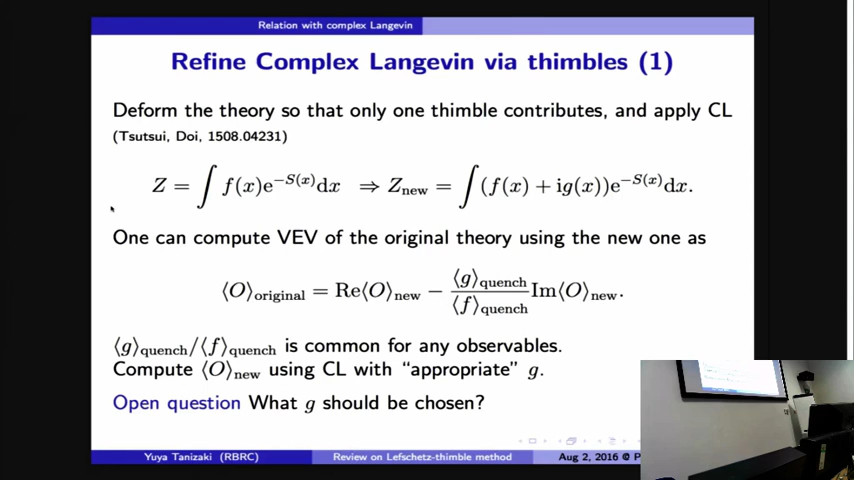 Relation with complex Langevin
Refine Complex Langevin via thimbles (1)
Deform the theory so that only one thimble contributes, and apply CL
(Tsutsui, Doi, 1508.04231)
Z = ∫ f(x)e^{-S(x)}dx ⇒ Z_new = ∫ (f(x) + ig(x))e^{-S(x)}dx.
One can compute VEV of the original theory using the new one as
⟨O⟩_original = Re⟨O⟩_new − ⟨g⟩_quench/⟨f⟩_quench Im⟨O⟩_new.
⟨g⟩_quench/⟨f⟩_quench is common for any observables.
Compute ⟨O⟩_new using CL with “appropriate” g.
Open question What g should be chosen?
Yuya Tanizaki (RBRC) Review on Lefschetz-thimble method Aug 2, 2016 @ P